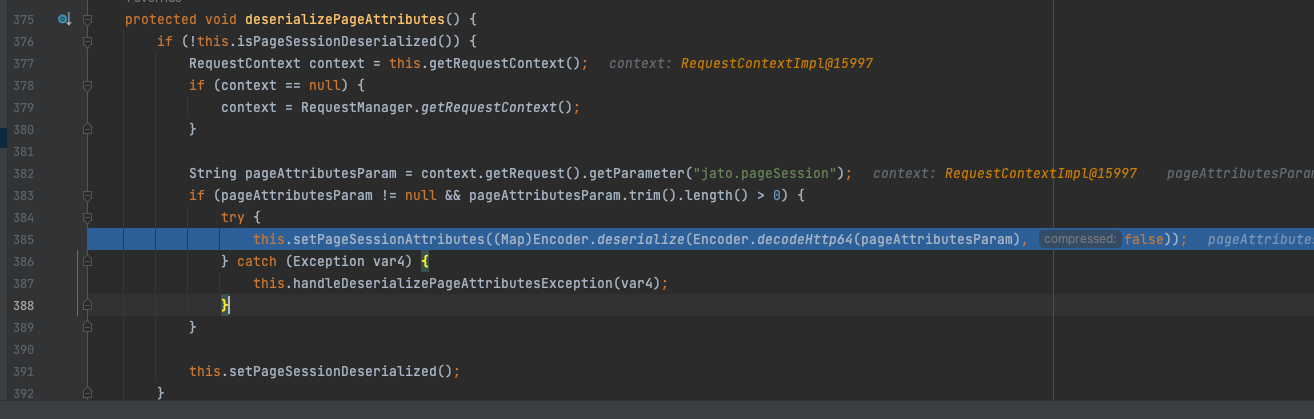 375 protected void deserializePageAttributes() {
376 if (!this.isPageSessionDeserialized()) {
377 RequestContext context = this.getRequestContext(); context: RequestContextImpl@15997
378 if (context == null) {
379 context = RequestManager.getRequestContext();
380 }
381
382 String pageAttributesParam = context.getRequest().getParameter("jato.pageSession"); context: RequestContextImpl@15997 pageAttributesParam
383 if (pageAttributesParam != null && pageAttributesParam.trim().length() > 0) {
384 try {
385 this.setPageSessionAttributes((Map)Encoder.deserialize(Encoder.decodeHttp64(pageAttributesParam), compressed: false)); pageAttributes
386 } catch (Exception var4) {
387 this.handleDeserializePageAttributesException(var4);
388 }
389 }
390
391 this.setPageSessionDeserialized();
392 }